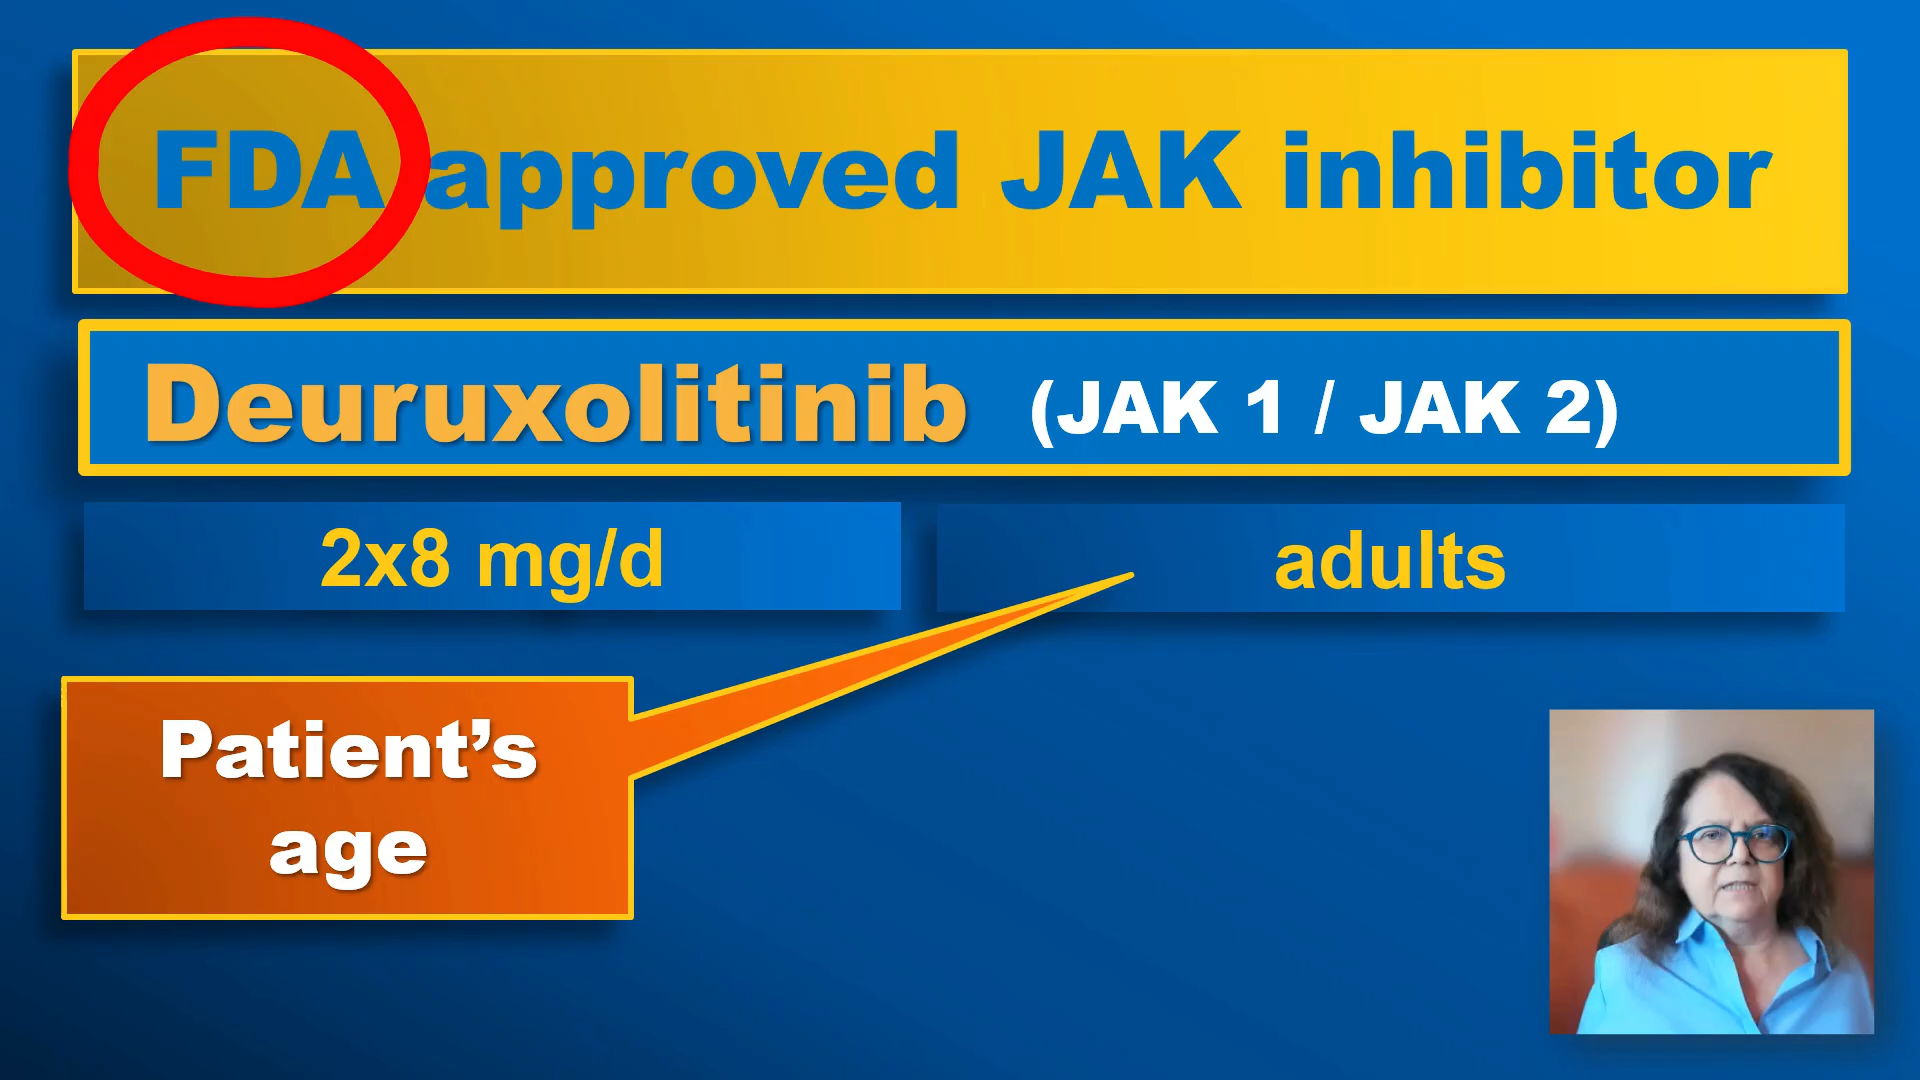 FDA approved JAK inhibitor
Deuruxolitinib (JAK 1 / JAK 2)
2x8 mg/d
adults
Patient’s
age